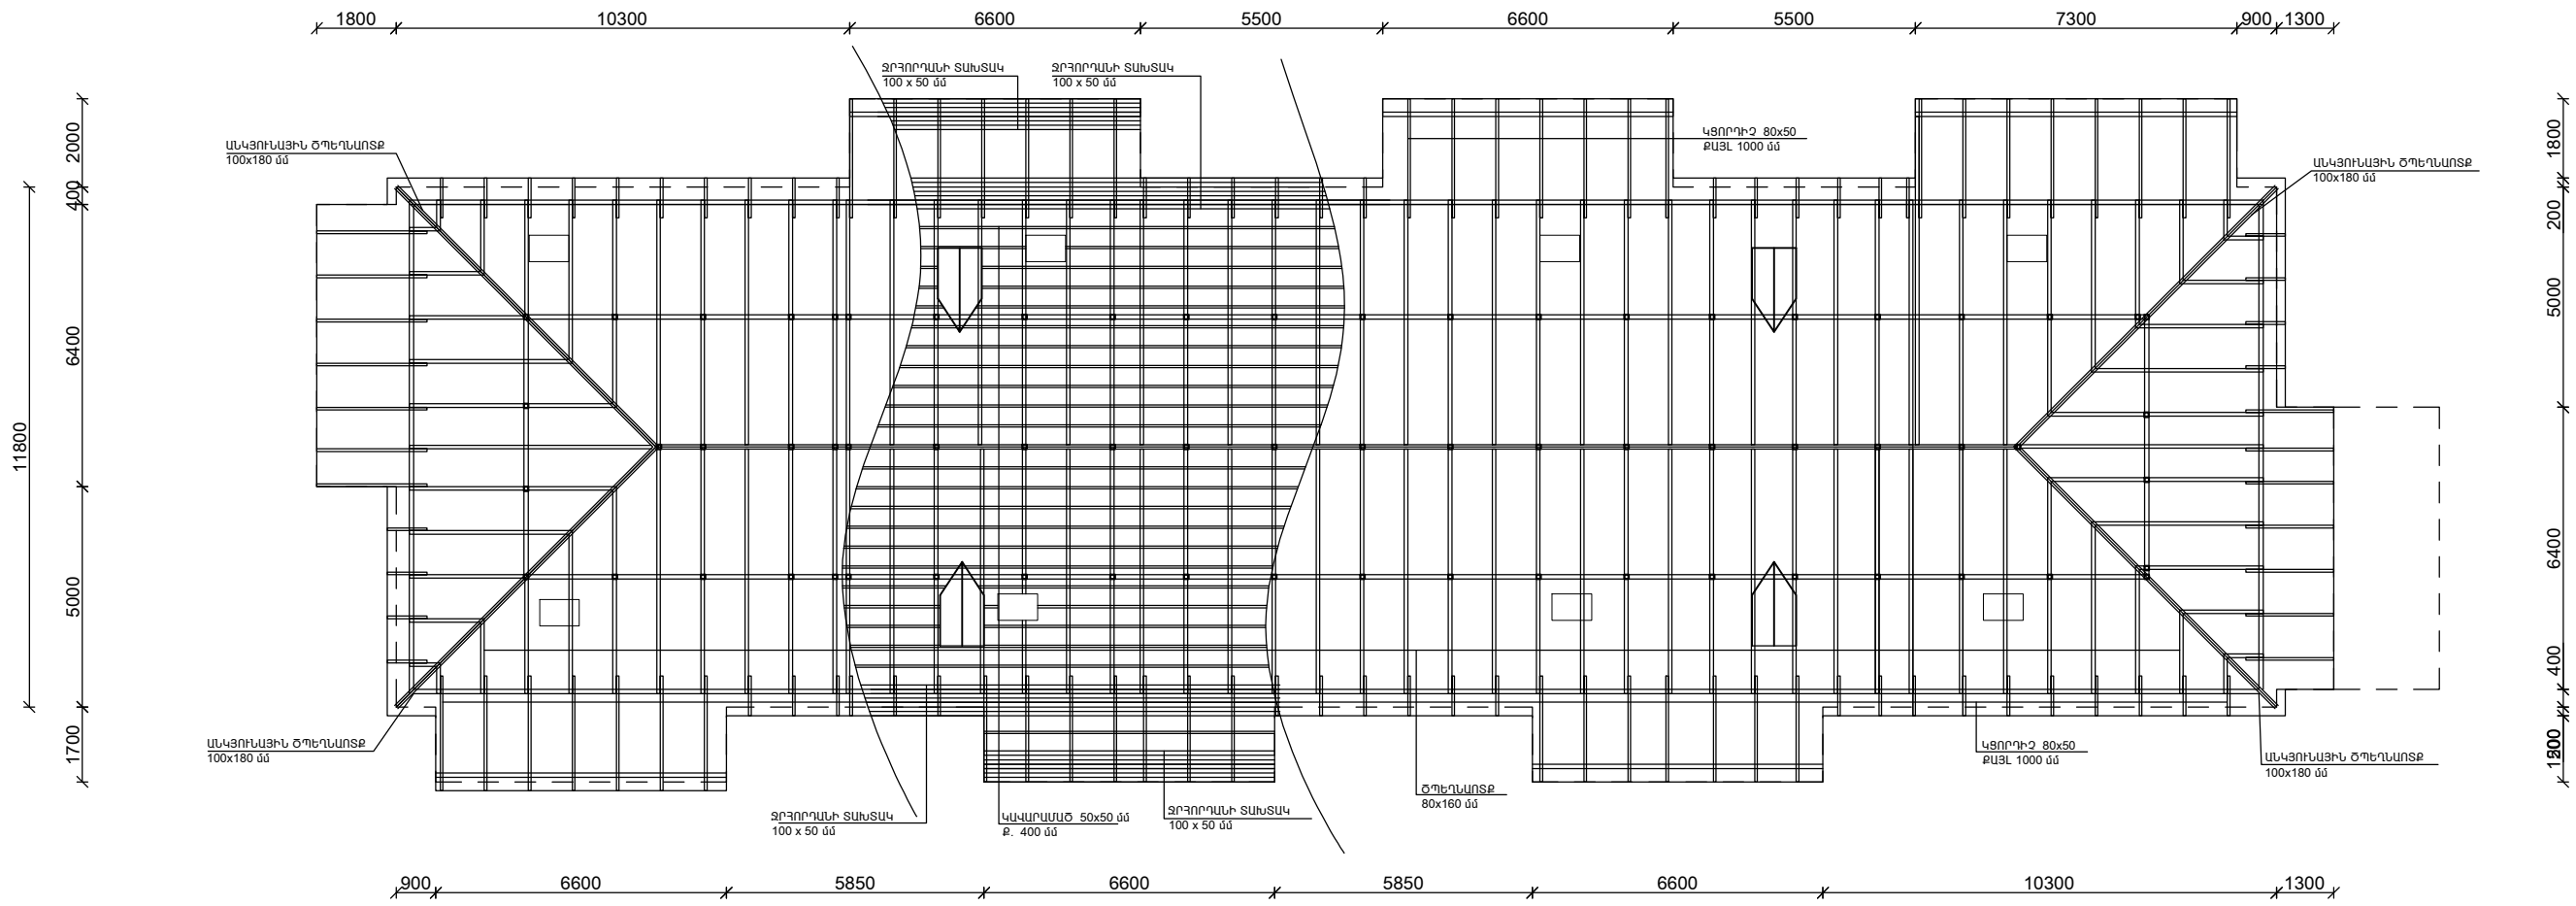 1800 10300 6600 5500 6600 5500 7300 900 1300
ՋՐՀՈՐԴԱՆԻ ՏԱԽՏԱԿ
100 x 50 մմ
ՋՐՀՈՐԴԱՆԻ ՏԱԽՏԱԿ
100 x 50 մմ
ԿՑՈՐԴԻՉ 80x50
ՔԱՅԼ 1000 մմ
ԱՆԿՅՈՒՆԱՅԻՆ ԾՊԵՂՆԱՈՏՔ
100x180 մմ
ԱՆԿՅՈՒՆԱՅԻՆ ԾՊԵՂՆԱՈՏՔ
100x180 մմ
2000
400
6400
5000
1700
11800
1800
200
5000
6400
400
ԱՆԿՅՈՒՆԱՅԻՆ ԾՊԵՂՆԱՈՏՔ
100x180 մմ
ԿՑՈՐԴԻՉ 80x50
ՔԱՅԼ 1000 մմ
ԱՆԿՅՈՒՆԱՅԻՆ ԾՊԵՂՆԱՈՏՔ
100x180 մմ
ԾՊԵՂՆԱՈՏՔ
80x160 մմ
ՋՐՀՈՐԴԱՆԻ ՏԱԽՏԱԿ
100 x 50 մմ
ԿԱՎԱՐԱՄԱԾ 50x50 մմ
Ք. 400 մմ
ՋՐՀՈՐԴԱՆԻ ՏԱԽՏԱԿ
100 x 50 մմ
900 6600 5850 6600 5850 6600 10300 1300